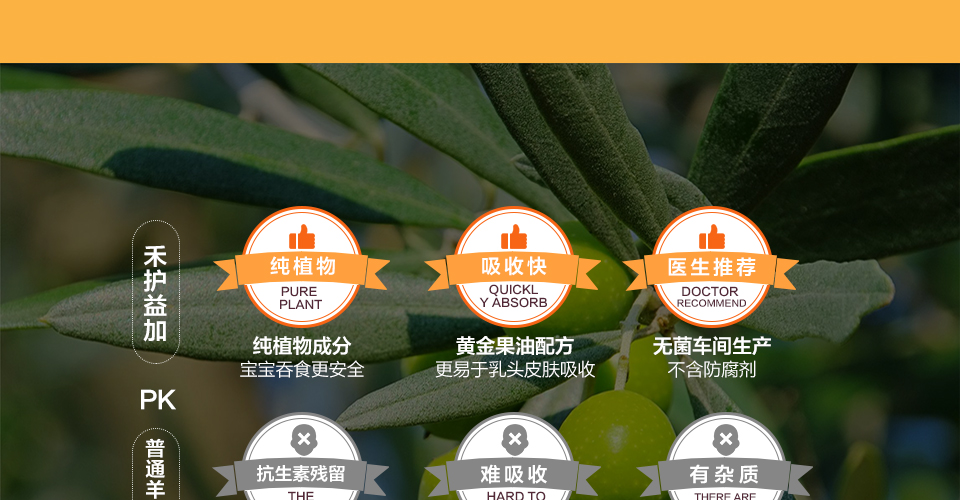 禾护益加
纯植物
PURE
PLANT
纯植物成分
宝宝吞食更安全
吸收快
QUICKL
Y ABSORB
黄金果油配方
更易于乳头皮肤吸收
医生推荐
DOCTOR
RECOMMEND
无菌车间生产
不含防腐剂
PK
普通羊
抗生素残留
THE
难吸收
HARD TO
有杂质
THERE ARE